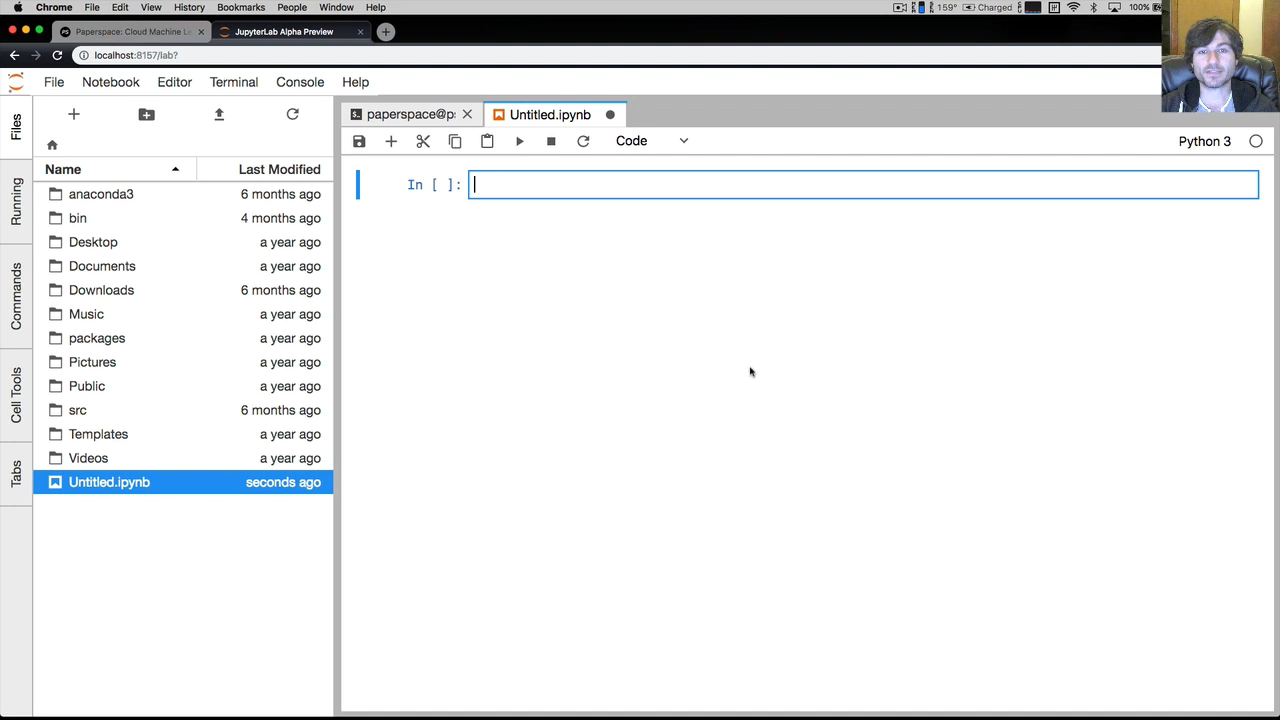 Chrome File Edit View History Bookmarks People Window Help 159° Charged 100%
Paperspace: Cloud Machine Le JupyterLab Alpha Preview
localhost:8157/lab?
File Notebook Editor Terminal Console Help
paperspace@p: Untitled.ipynb
Code Python 3
Files
Running
Commands
Cell Tools
Tabs
Name Last Modified
anaconda3 6 months ago
bin 4 months ago
Desktop a year ago
Documents a year ago
Downloads 6 months ago
Music a year ago
packages a year ago
Pictures a year ago
Public a year ago
src 6 months ago
Templates a year ago
Videos a year ago
Untitled.ipynb seconds ago
In [ ]: